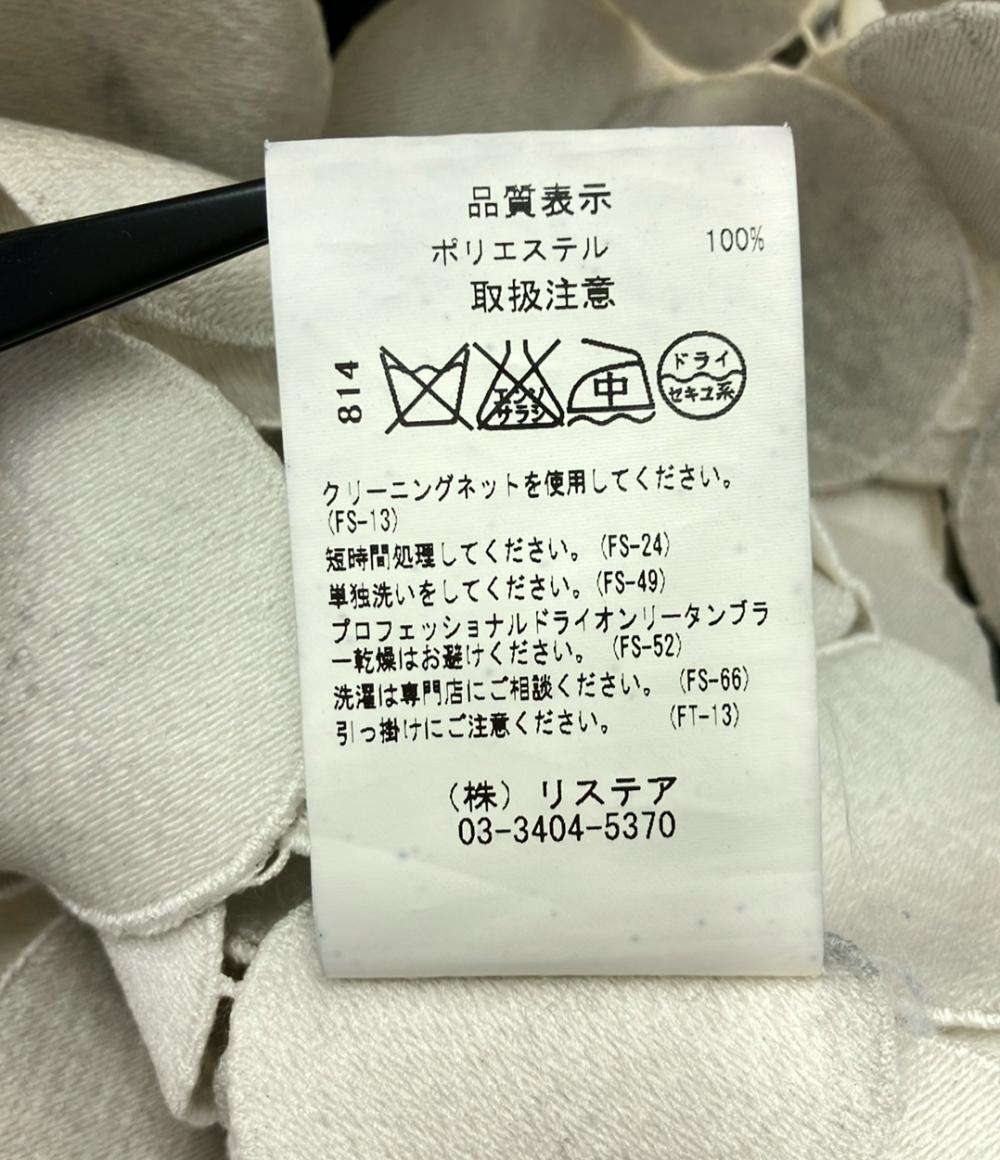 品質表示
ポリエステル 100%
取扱注意
814
エンソ
サラシ
中
ドライ
セキユ系
クリーニングネットを使用してください。
(FS-13)
短時間処理してください。(FS-24)
単独洗いをしてください。(FS-49)
プロフェッショナルドライオンリータンブラ
ー乾燥はお避けください。(FS-52)
洗濯は専門店にご相談ください。(FS-66)
引っ掛けにご注意ください。(FT-13)
(株) リステア
03-3404-5370